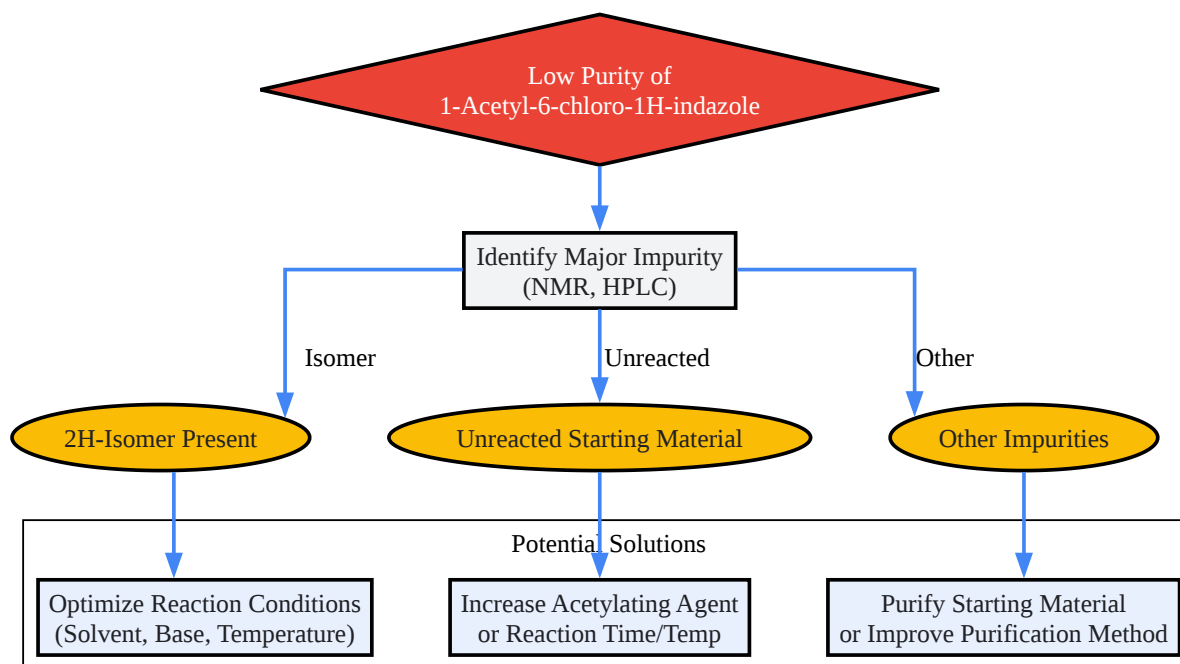 Low Purity of
1-Acetyl-6-chloro-1H-indazole
Identify Major Impurity
(NMR, HPLC)
Isomer
Unreacted
Other
2H-Isomer Present
Unreacted Starting Material
Other Impurities
Potential Solutions
Optimize Reaction Conditions
(Solvent, Base, Temperature)
Increase Acetylating Agent
or Reaction Time/Temp
Purify Starting Material
or Improve Purification Method